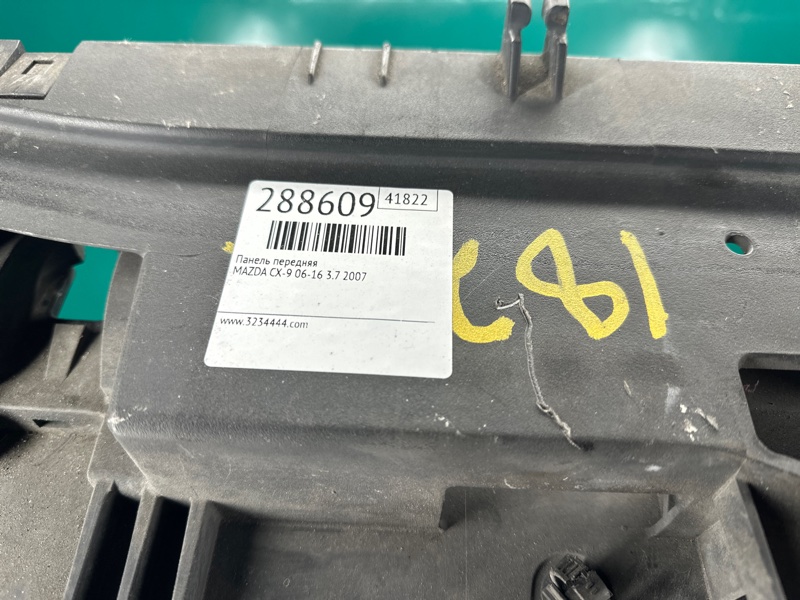 288609
41822
Панель передняя
MAZDA CX-9 06-16 3.7 2007
www.3234444.com